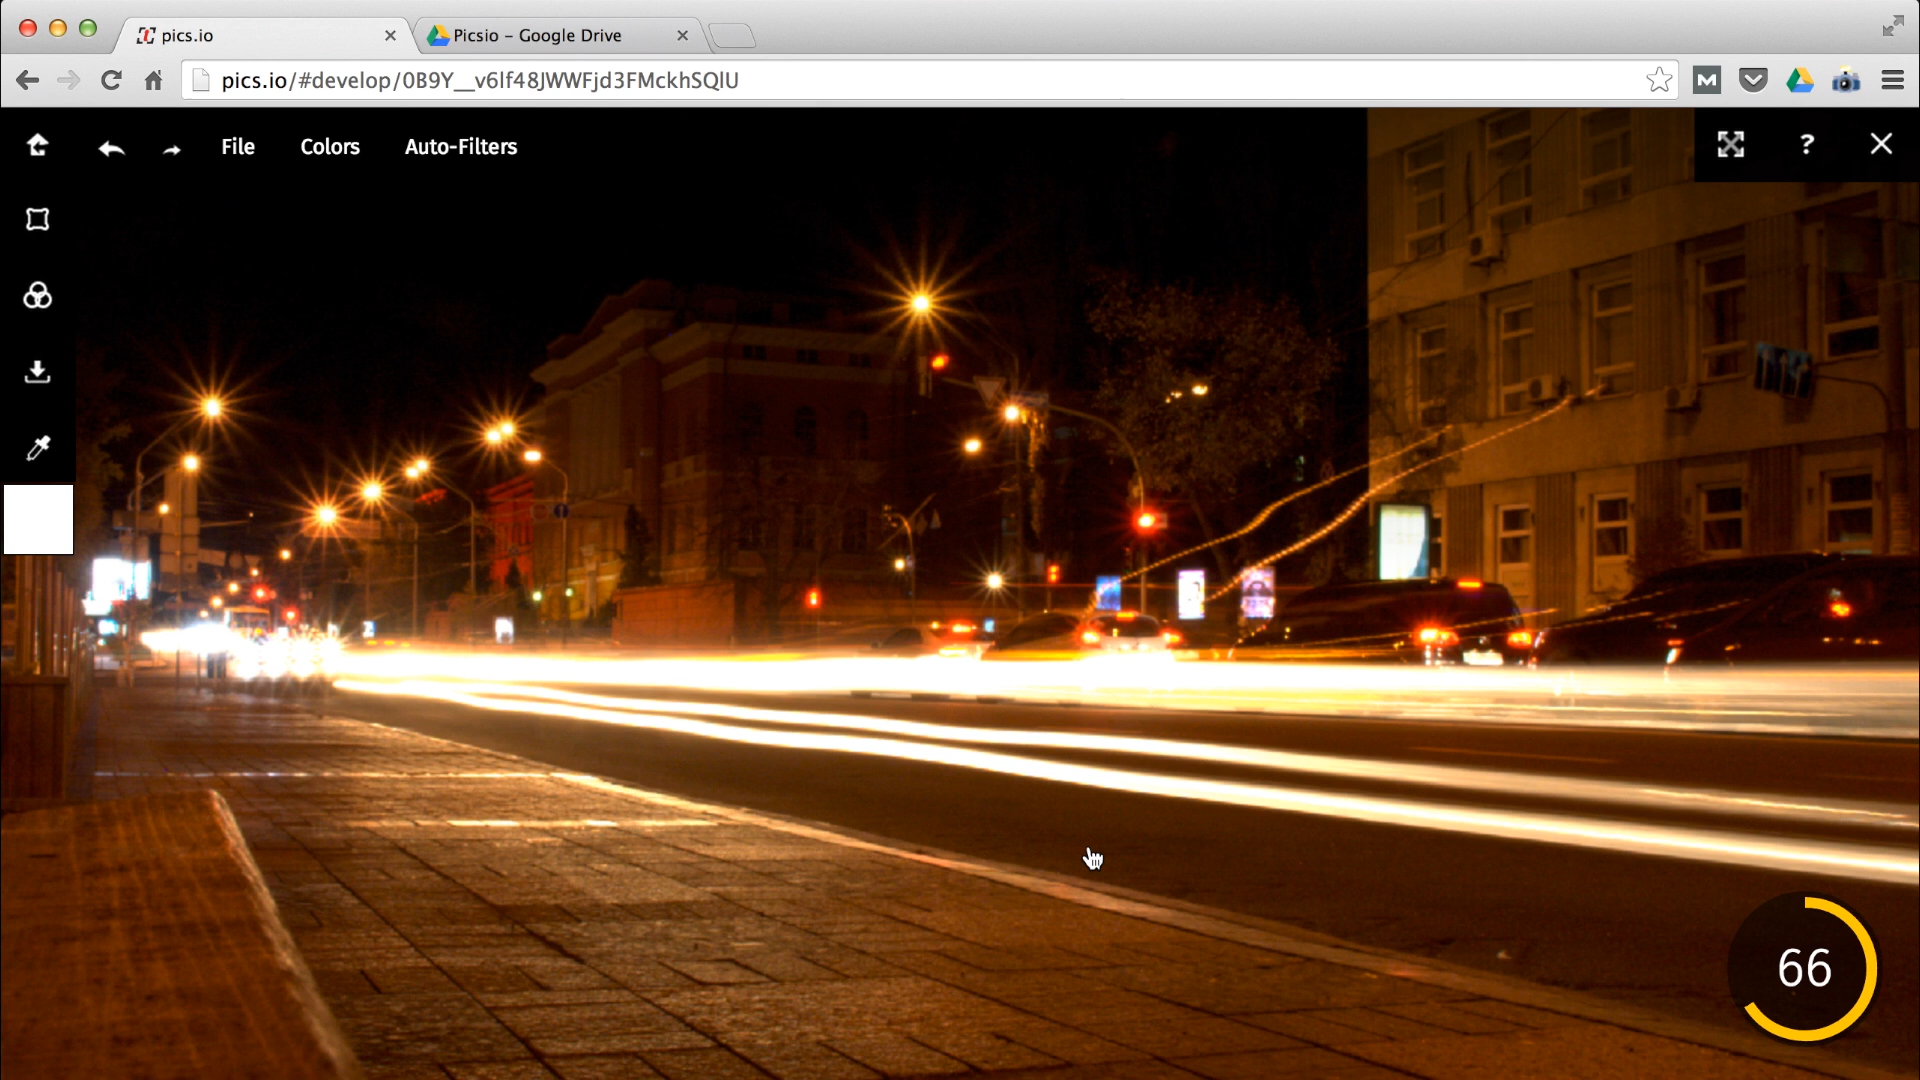 pics.io
Picsio – Google Drive
pics.io/#develop/0B9Y__v6lf48JWWFjd3FMckhSQlU
File Colors Auto-Filters
?
66